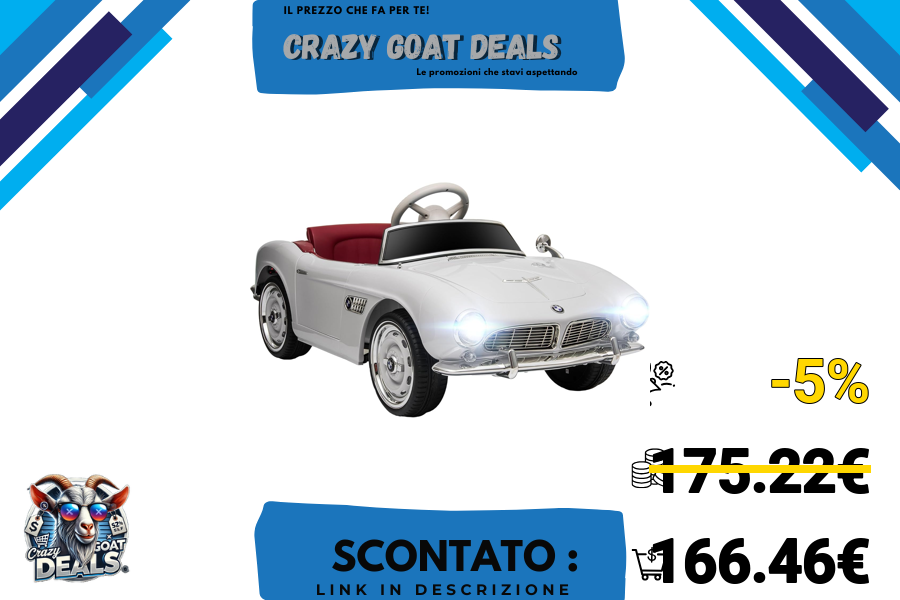 IL PREZZO CHE FA PER TE!
CRAZY GOAT DEALS
Le promozioni che stavi aspettando
-5%
175.22€
SCONTATO :
166.46€
LINK IN DESCRIZIONE
Crazy
GOAT
DEALS